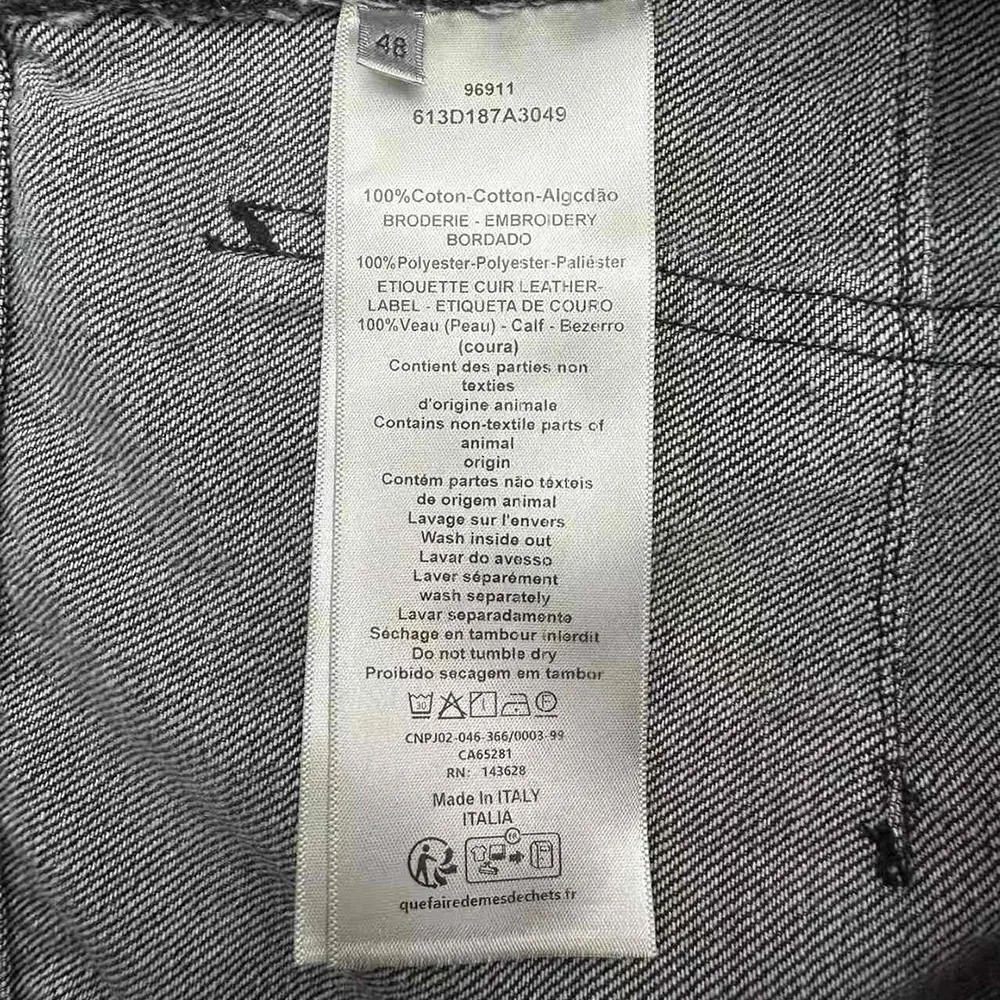 48
96911
613D187A3049
100%Coton-Cotton-Algcdão
BRODERIE - EMBROIDERY
BORDADO
100%Polyester-Polyester-Paliéster
ETIQUETTE CUIR LEATHER-
LABEL - ETIQUETA DE COURO
100%Veau (Peau) - Calf - Bezerro
(coura)
Contient des parties non
texties
d'origine animale
Contains non-textile parts of
animal
origin
Contém partes não têxteis
de origem animal
Lavage sur l'envers
Wash inside out
Lavar do avesso
Laver séparément
wash separately
Lavar separadamente
Séchage en tambour interdit
Do not tumble dry
Proibido secagem em tambor
30
CNPJ02-046-366/0003-99
CA65281
RN: 143628
Made In ITALY
ITALIA
FR
quefairedemesdechets.fr